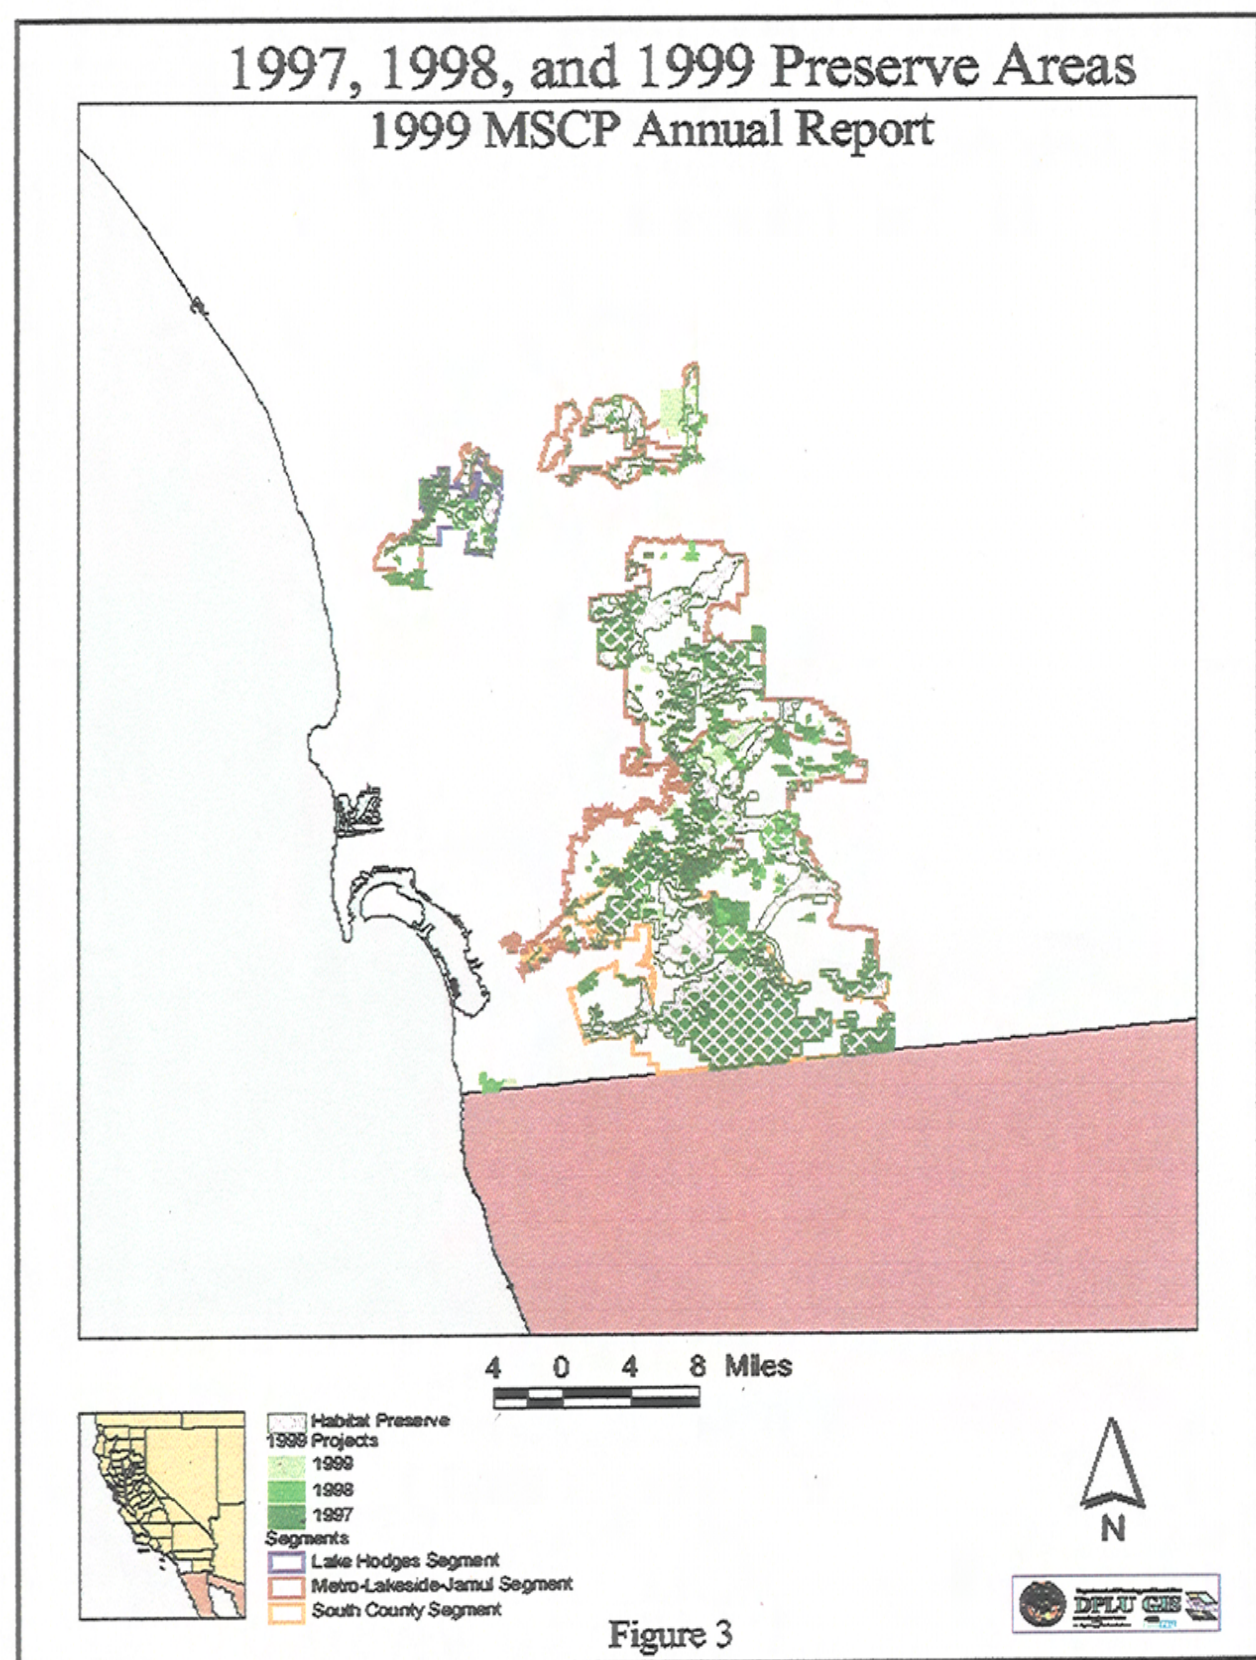 1997, 1998, and 1999 Preserve Areas
1999 MSCP Annual Report
4 0 4 8 Miles
Habitat Preserve
1999 Projects
1999
1998
1997
Segments
Lake Hodges Segment
Metro-Lakeside-Jamul Segment
South County Segment
N
DPLU GIS
Figure 3